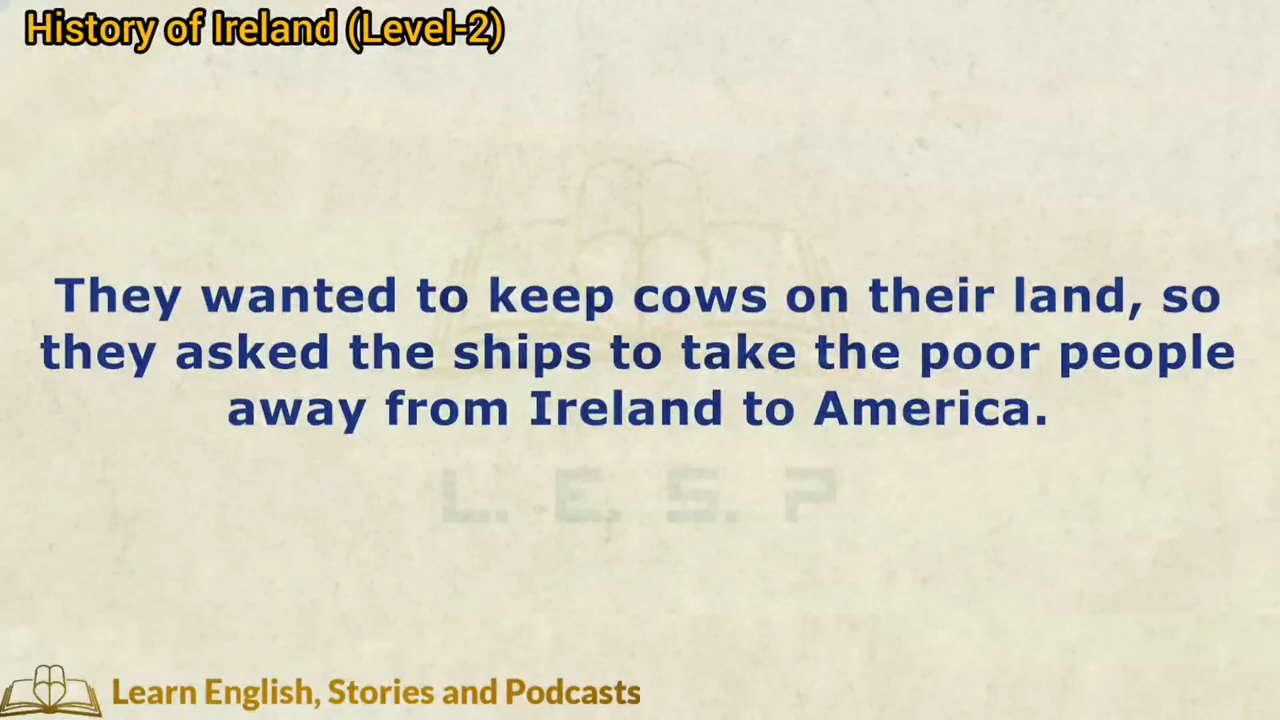 History of Ireland (Level-2)
They wanted to keep cows on their land, so
they asked the ships to take the poor people
away from Ireland to America.
L. E. S. P
Learn English, Stories and Podcasts